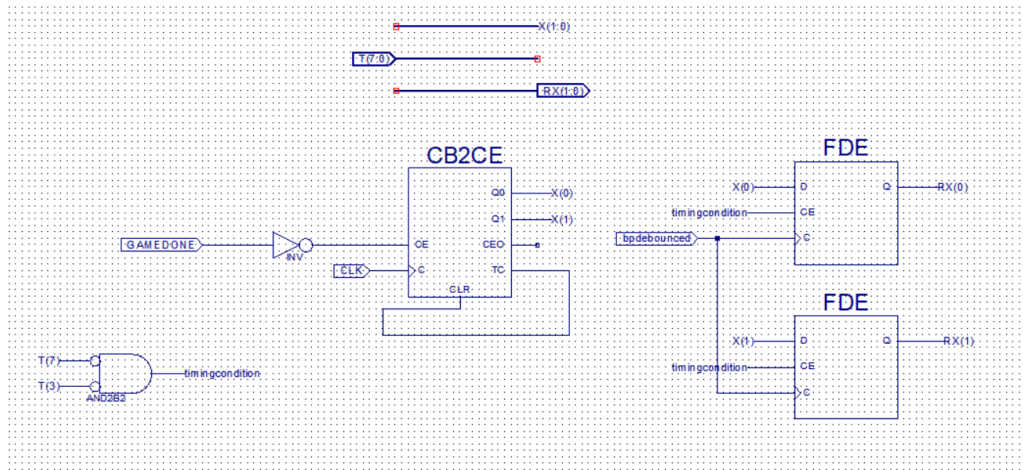 X(1:0)
T(7:0)
RX(1:0)
CB2CE
Q0
X(0)
Q1
X(1)
GAMEDONE
INV
CE
CEO
CLK
C
TC
CLR
T(7)
T(3)
AND2B2
timingcondition
FDE
X(0)
D
Q
RX(0)
timingcondition
CE
bpdebounced
C
FDE
X(1)
D
Q
RX(1)
timingcondition
CE
C